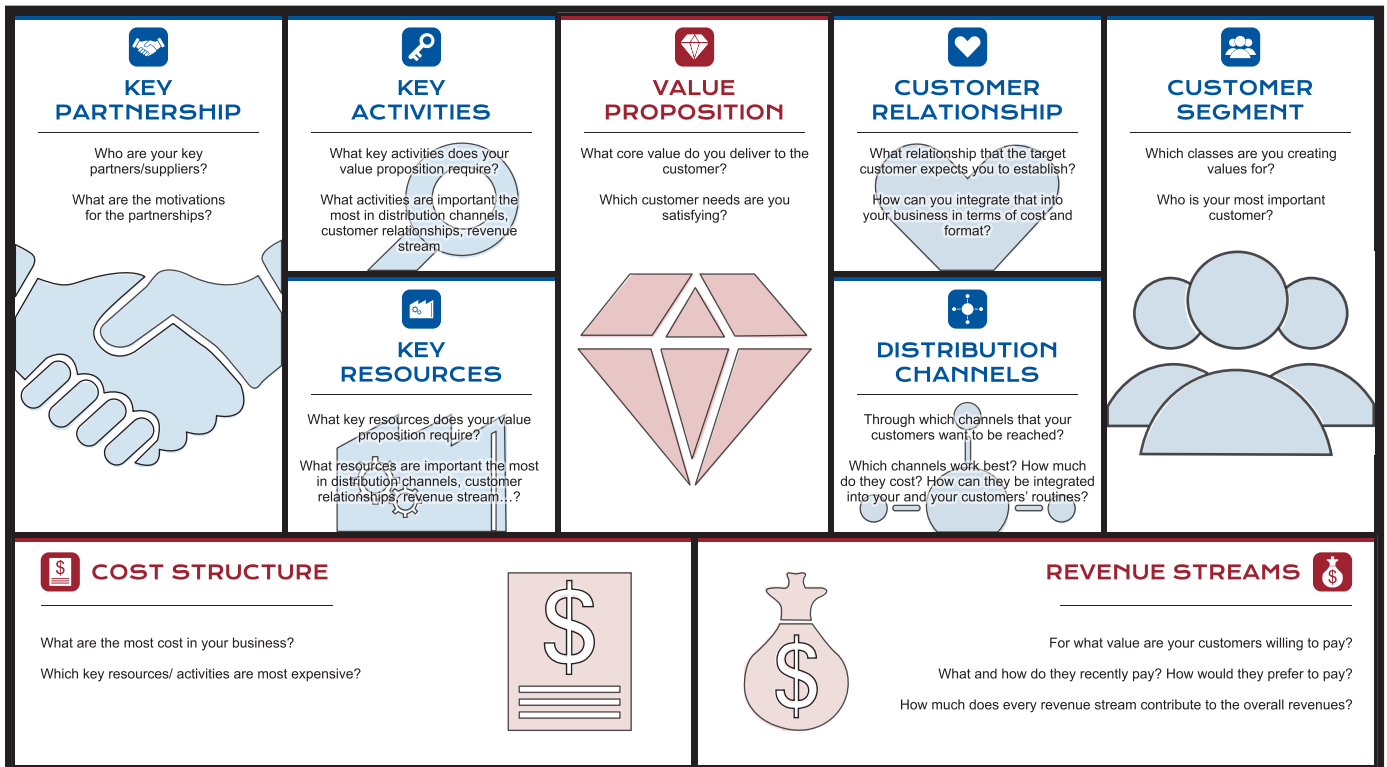 KEY
PARTNERSHIP
Who are your key
partners/suppliers?
What are the motivations
for the partnerships?
KEY
ACTIVITIES
What key activities does your
value proposition require?
What activities are important the
most in distribution channels,
customer relationships, revenue
stream
KEY
RESOURCES
What key resources does your value
proposition require?
What resources are important the most
in distribution channels, customer
relationships, revenue stream…?
VALUE
PROPOSITION
What core value do you deliver to the
customer?
Which customer needs are you
satisfying?
CUSTOMER
RELATIONSHIP
What relationship that the target
customer expects you to establish?
How can you integrate that into
your business in terms of cost and
format?
DISTRIBUTION
CHANNELS
Through which channels that your
customers want to be reached?
Which channels work best? How much
do they cost? How can they be integrated
into your and your customers’ routines?
CUSTOMER
SEGMENT
Which classes are you creating
values for?
Who is your most important
customer?
$
COST STRUCTURE
What are the most cost in your business?
Which key resources/ activities are most expensive?
$
REVENUE STREAMS
$
For what value are your customers willing to pay?
What and how do they recently pay? How would they prefer to pay?
How much does every revenue stream contribute to the overall revenues?
$